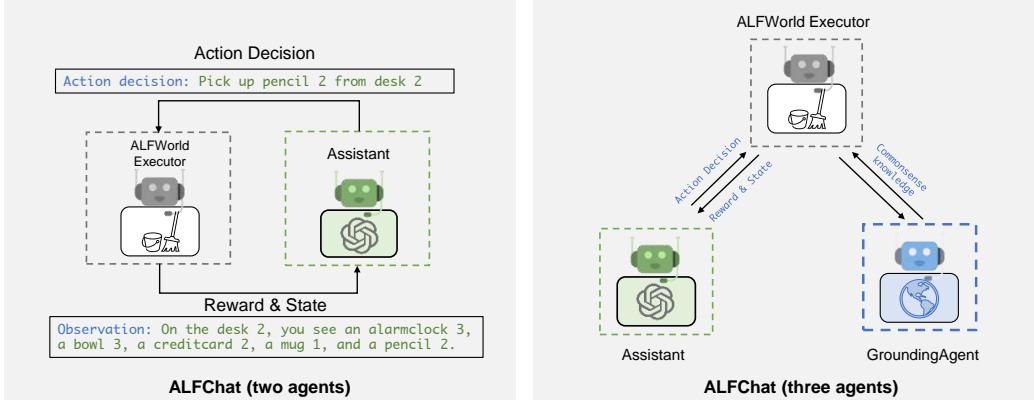 Action Decision
Action decision: Pick up pencil 2 from desk 2
ALFWorld
Executor
Assistant
Reward & State
Observation: On the desk 2, you see an alarmclock 3,
a bowl 3, a creditcard 2, a mug 1, and a pencil 2.
ALFChat (two agents)
ALFWorld Executor
Action Decision
Reward & State
Commonsense
knowledge
Assistant
GroundingAgent
ALFChat (three agents)